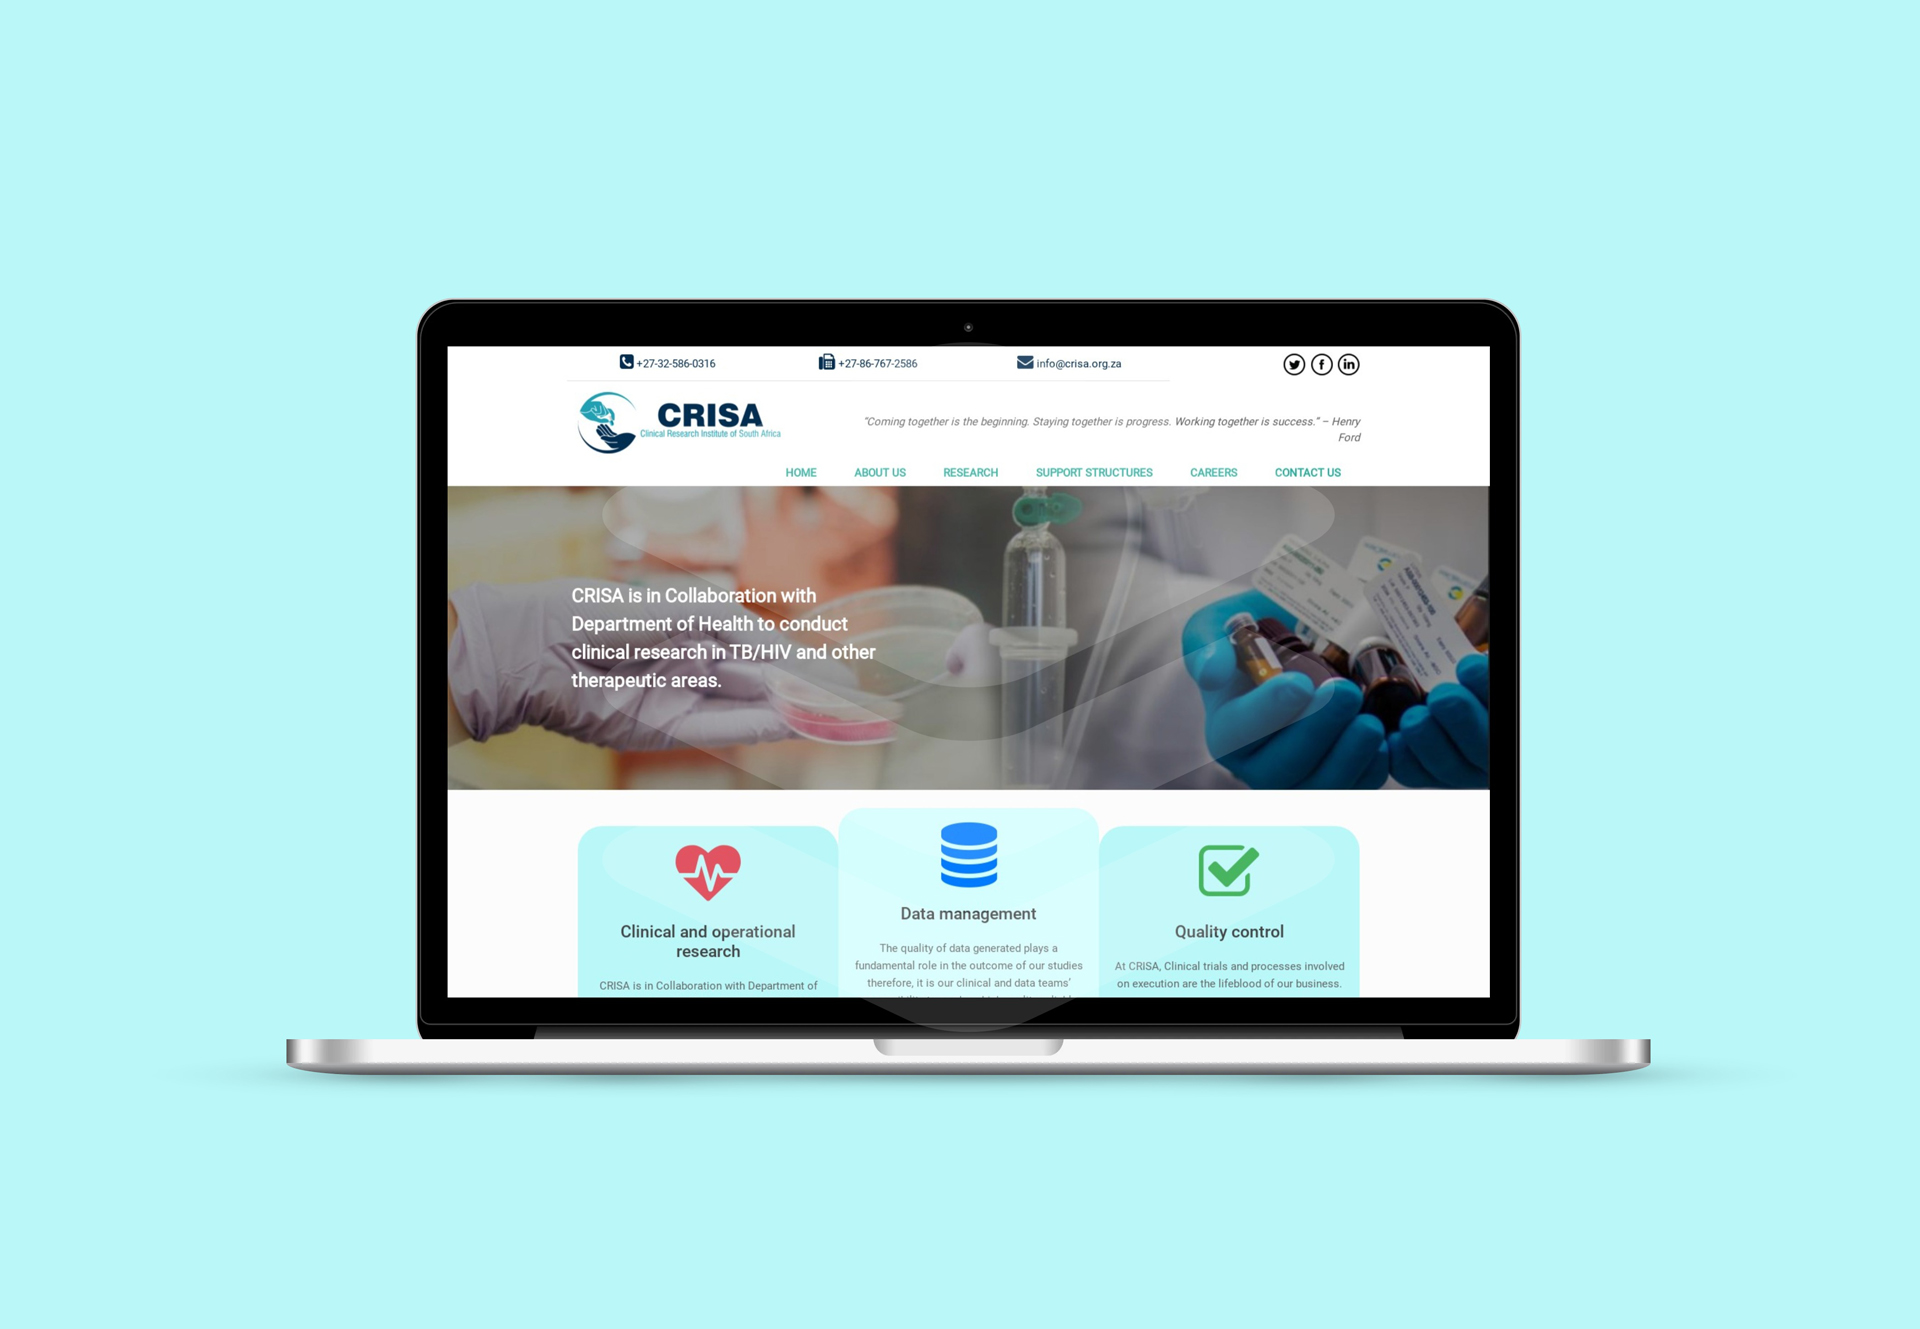 +27-32-586-0316
+27-86-767-2586
info@crisa.org.za
CRISA
Clinical Research Institute of South Africa
"Coming together is the beginning. Staying together is progress. Working together is success." – Henry
Ford
HOME
ABOUT US
RESEARCH
SUPPORT STRUCTURES
CAREERS
CONTACT US
CRISA is in Collaboration with
Department of Health to conduct
clinical research in TB/HIV and other
therapeutic areas.
Clinical and operational
research
CRISA is in Collaboration with Department of
Data management
The quality of data generated plays a
fundamental role in the outcome of our studies
therefore, it is our clinical and data teams'
Quality control
At CRISA, Clinical trials and processes involved
on execution are the lifeblood of our business.